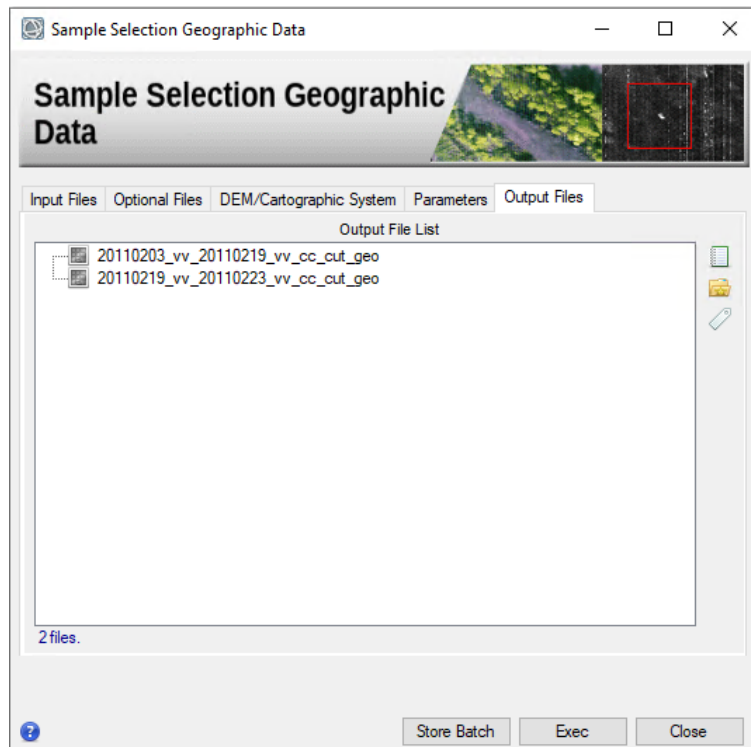 Sample Selection Geographic Data
Sample Selection Geographic
Data
Input Files
Optional Files
DEM/Cartographic System
Parameters
Output Files
Output File List
20110203_vv_20110219_vv_cc_cut_geo
20110219_vv_20110223_vv_cc_cut_geo
2 files.
?
Store Batch
Exec
Close